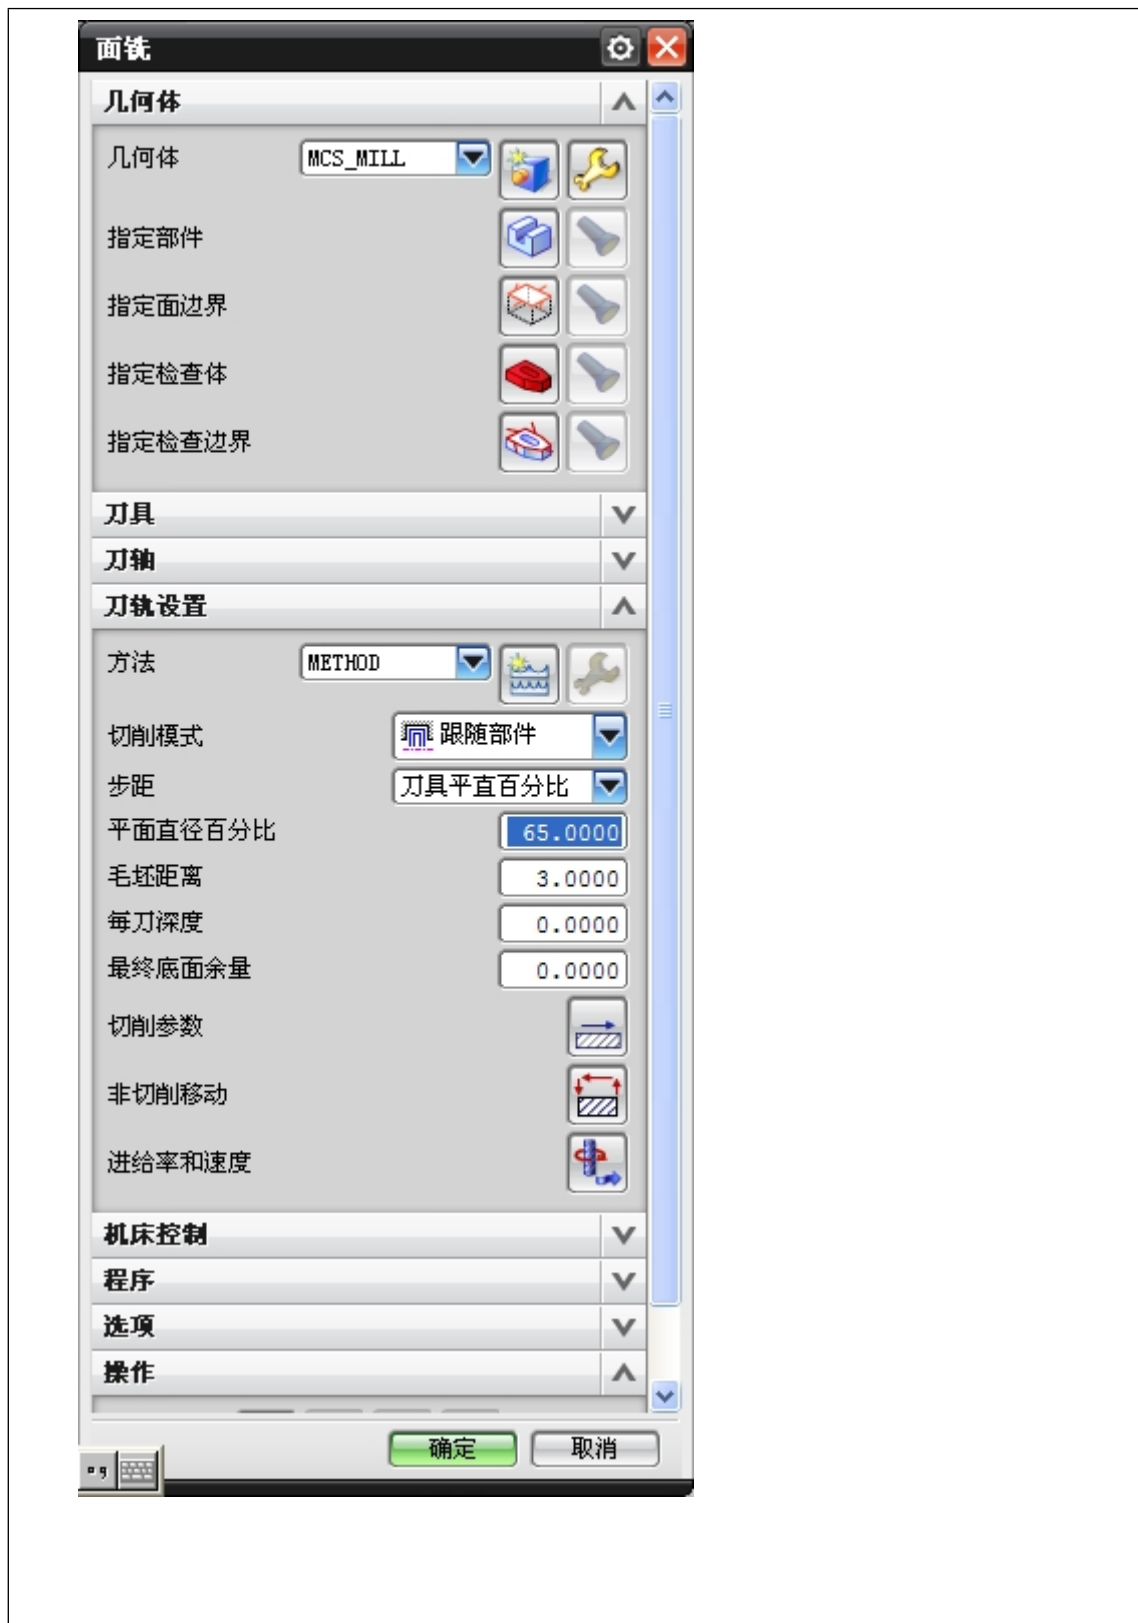 面铣
几何体
几何体 MCS_MILL
指定部件
指定面边界
指定检查体
指定检查边界
刀具
刀轴
刀轨设置
方法 METHOD
切削模式 跟随部件
步距 刀具平直百分比
平面直径百分比 65.0000
毛坯距离 3.0000
每刀深度 0.0000
最终底面余量 0.0000
切削参数
非切削移动
进给率和速度
机床控制
程序
选项
操作
确定 取消